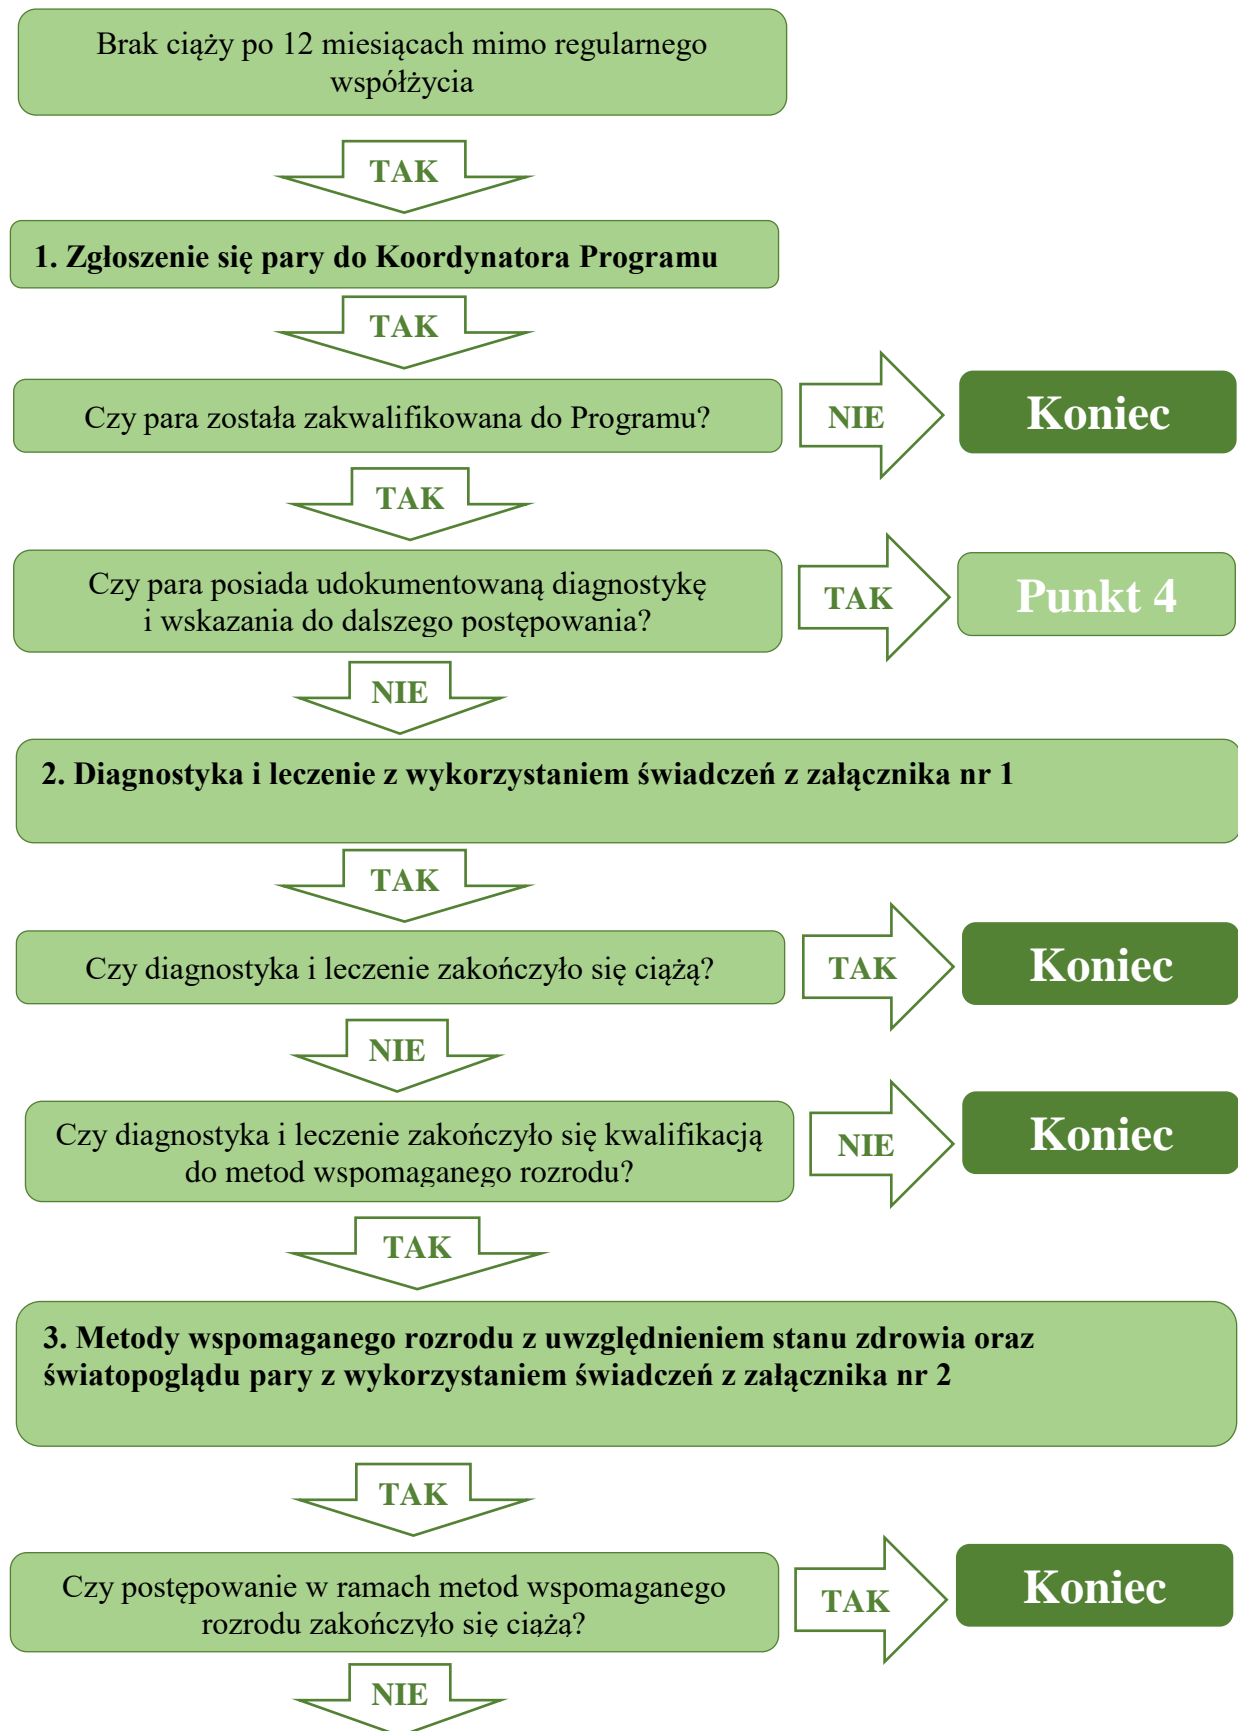 Brak ciąży po 12 miesiącach mimo regularnego
współżycia
TAK
1. Zgłoszenie się pary do Koordynatora Programu
TAK
Czy para została zakwalifikowana do Programu?
NIE
Koniec
TAK
Czy para posiada udokumentowaną diagnostykę
i wskazania do dalszego postępowania?
TAK
Punkt 4
NIE
2. Diagnostyka i leczenie z wykorzystaniem świadczeń z załącznika nr 1
TAK
Czy diagnostyka i leczenie zakończyło się ciążą?
TAK
Koniec
NIE
Czy diagnostyka i leczenie zakończyło się kwalifikacją
do metod wspomaganego rozrodu?
NIE
Koniec
TAK
3. Metody wspomaganego rozrodu z uwzględnieniem stanu zdrowia oraz
światopoglądu pary z wykorzystaniem świadczeń z załącznika nr 2
TAK
Czy postępowanie w ramach metod wspomaganego
rozrodu zakończyło się ciążą?
TAK
Koniec
NIE